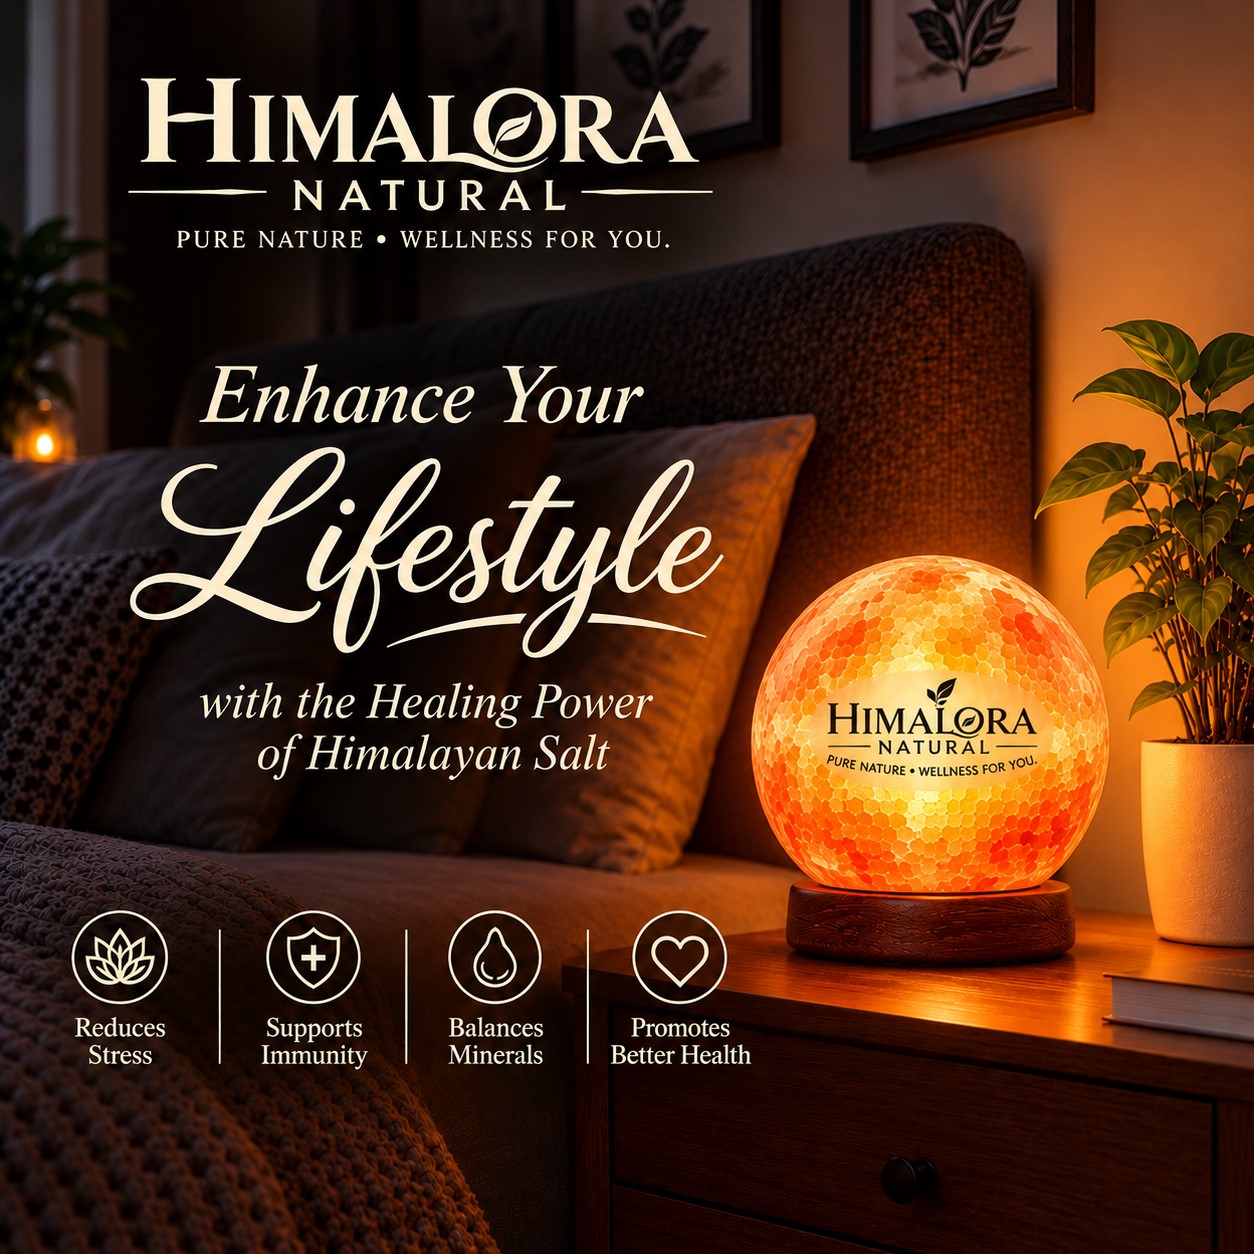 HIMALORA
NATURAL
PURE NATURE • WELLNESS FOR YOU.
Enhance Your
Lifestyle
with the Healing Power
of Himalayan Salt
HIMALORA
NATURAL
PURE NATURE • WELLNESS FOR YOU.
Reduces
Stress
Supports
Immunity
Balances
Minerals
Promotes
Better Health